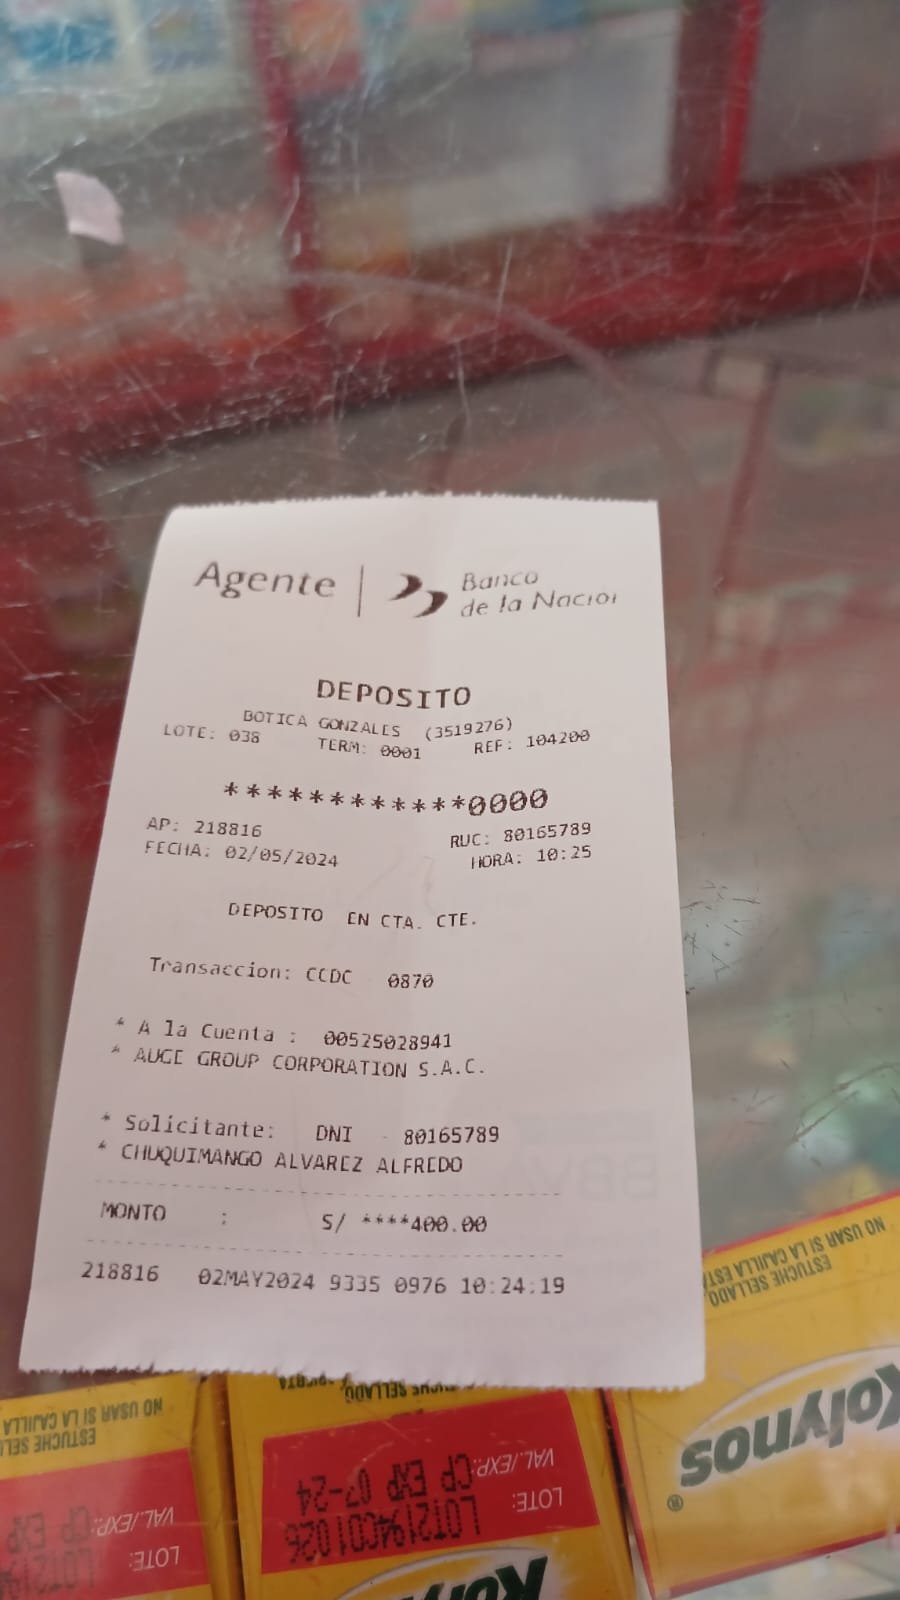 Agente | Banco
de la Nación
DEPOSITO
BOTICA GONZALES (3519276)
LOTE: 038 TERM: 0001 REF: 104200
************0000
AP: 218816 RUC: 80165789
FECHA: 02/05/2024 HORA: 10:25
DEPOSITO EN CTA. CTE.
Transaccion: CCDC 0870
* A la Cuenta : 00525028941
* AUGE GROUP CORPORATION S.A.C.
* Solicitante: DNI - 80165789
* CHUQUIMANGO ALVAREZ ALFREDO
MONTO : S/ ****400.00
218816 02MAY2024 9335 0976 10:24:19
NO USAR SI LA CAJILLA EST
ESTUCHE SELLADO
Kolynos®
NO USAR SI LA CAJILLA
ESTUCHE SELL
VAL./EXP.: CP EXP
LOTE:
VAL./EXP.: CP EXP 07-24
LOTE: LOT2194C01026
Kolynos